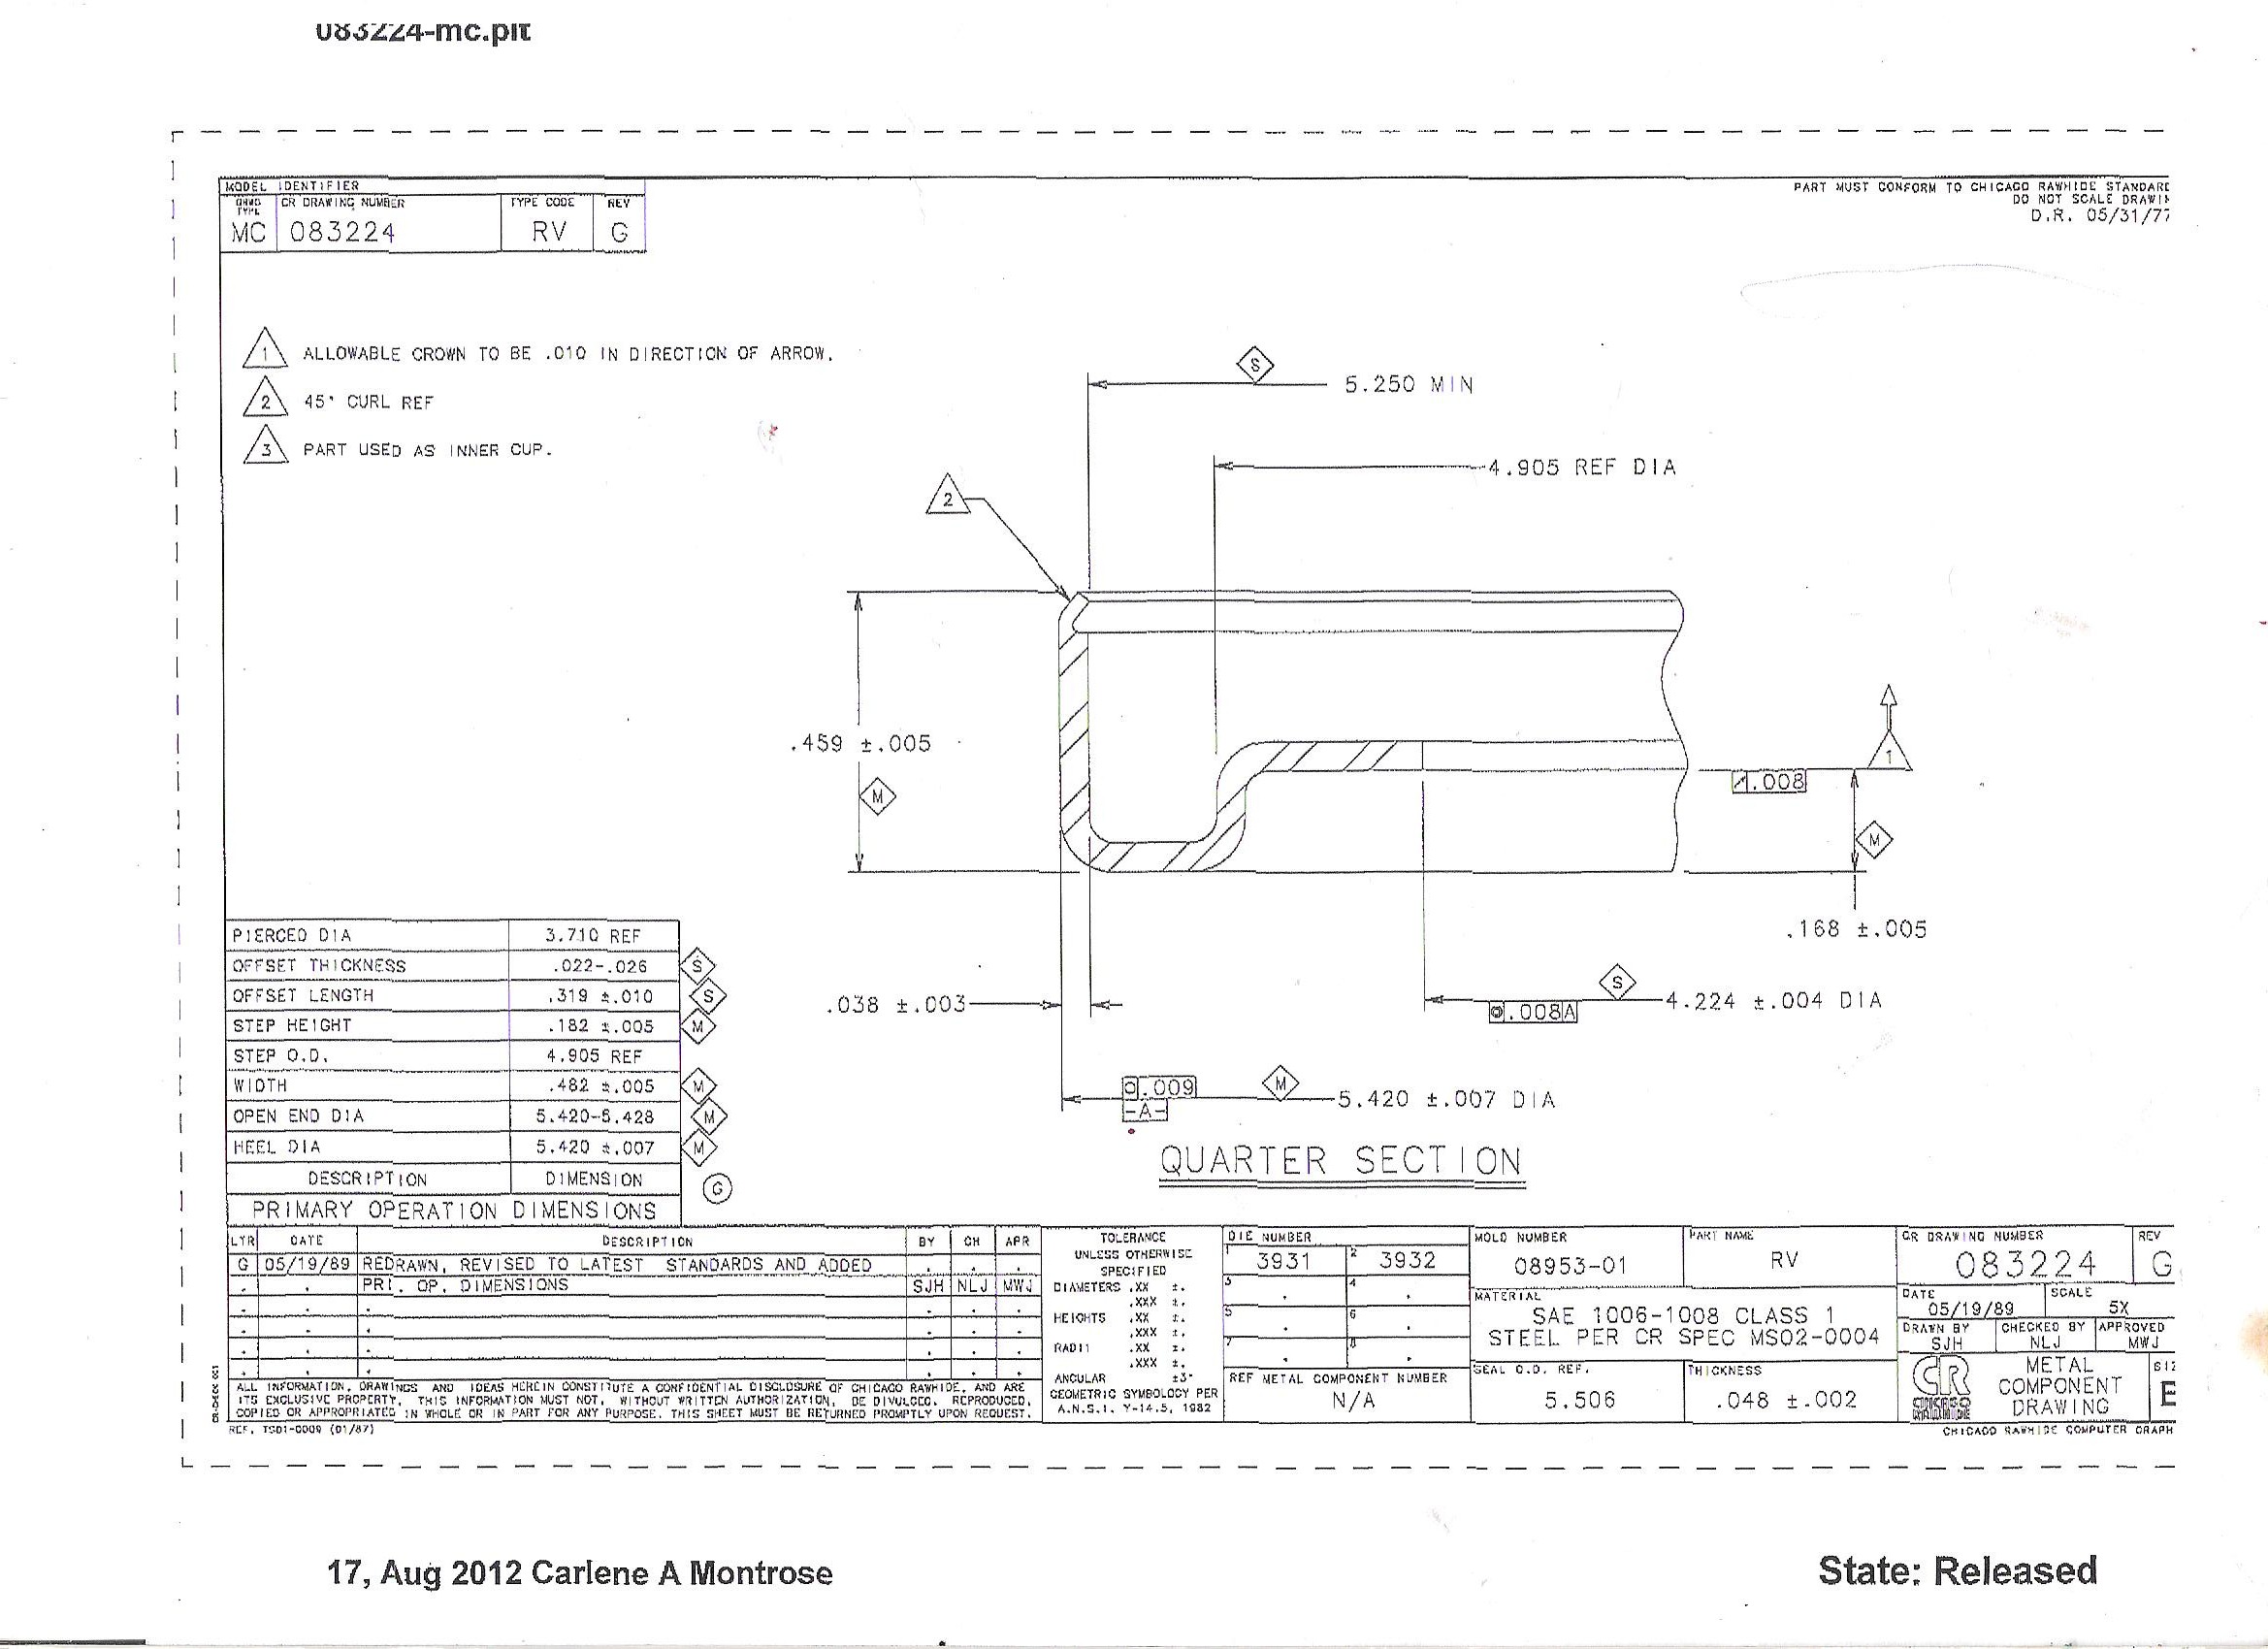 083224-mc.plt
MODEL IDENTIFIER
DRWG TYPE
CR DRAWING NUMBER
TYPE CODE
REV
MC
083224
RV
G
PART MUST CONFORM TO CHICAGO RAWHIDE STANDARD
DO NOT SCALE DRAWIN
D.R. 05/31/77
1 ALLOWABLE CROWN TO BE .010 IN DIRECTION OF ARROW.
2 45° CURL REF
3 PART USED AS INNER CUP.
S
5.250 MIN
4.905 REF DIA
2
.459 ±.005
M
1
.008
M
.168 ±.005
.038 ±.003
S
.008 A
4.224 ±.004 DIA
.009
-A-
M
5.420 ±.007 DIA
QUARTER SECTION
PIERCED DIA 3.710 REF
OFFSET THICKNESS .022-.026 S
OFFSET LENGTH .319 ±.010 S
STEP HEIGHT .182 ±.005 M
STEP O.D. 4.905 REF
WIDTH .482 ±.005 M
OPEN END DIA 5.420-5.428 M
HEEL DIA 5.420 ±.007 M
DESCRIPTION DIMENSION
G
PRIMARY OPERATION DIMENSIONS
LTR DATE DESCRIPTION BY CH APR
G 05/19/89 REDRAWN, REVISED TO LATEST STANDARDS AND ADDED
PRI. OP. DIMENSIONS SJH NLJ MWJ
ALL INFORMATION, DRAWINGS AND IDEAS HEREIN CONSTITUTE A CONFIDENTIAL DISCLOSURE OF CHICAGO RAWHIDE, AND ARE
ITS EXCLUSIVE PROPERTY. THIS INFORMATION MUST NOT, WITHOUT WRITTEN AUTHORIZATION, BE DIVULGED, REPRODUCED,
COPIED OR APPROPRIATED IN WHOLE OR IN PART FOR ANY PURPOSE. THIS SHEET MUST BE RETURNED PROMPTLY UPON REQUEST.
REF. TS01-0009 (01/87)
TOLERANCE
UNLESS OTHERWISE
SPECIFIED
DIAMETERS .XX ±.
.XXX ±.
HEIGHTS .XX ±.
.XXX ±.
RADII .XX ±.
.XXX ±.
ANGULAR ±3°
GEOMETRIC SYMBOLOGY PER
A.N.S.I. Y-14.5, 1982
DIE NUMBER
1 3931 2 3932
3 4
5 6
7 8
REF METAL COMPONENT NUMBER
N/A
MOLD NUMBER
08953-01
PART NAME
RV
MATERIAL
SAE 1006-1008 CLASS 1
STEEL PER CR SPEC MS02-0004
SEAL O.D. REF.
5.506
THICKNESS
.048 ±.002
CR DRAWING NUMBER
083224
REV
G
DATE
05/19/89
SCALE
5X
DRAWN BY
SJH
CHECKED BY
NLJ
APPROVED
MWJ
CR
CHICAGO RAWHIDE
METAL
COMPONENT
DRAWING
SIZ
E
CHICAGO RAWHIDE COMPUTER GRAPH
17, Aug 2012 Carlene A Montrose
State: Released